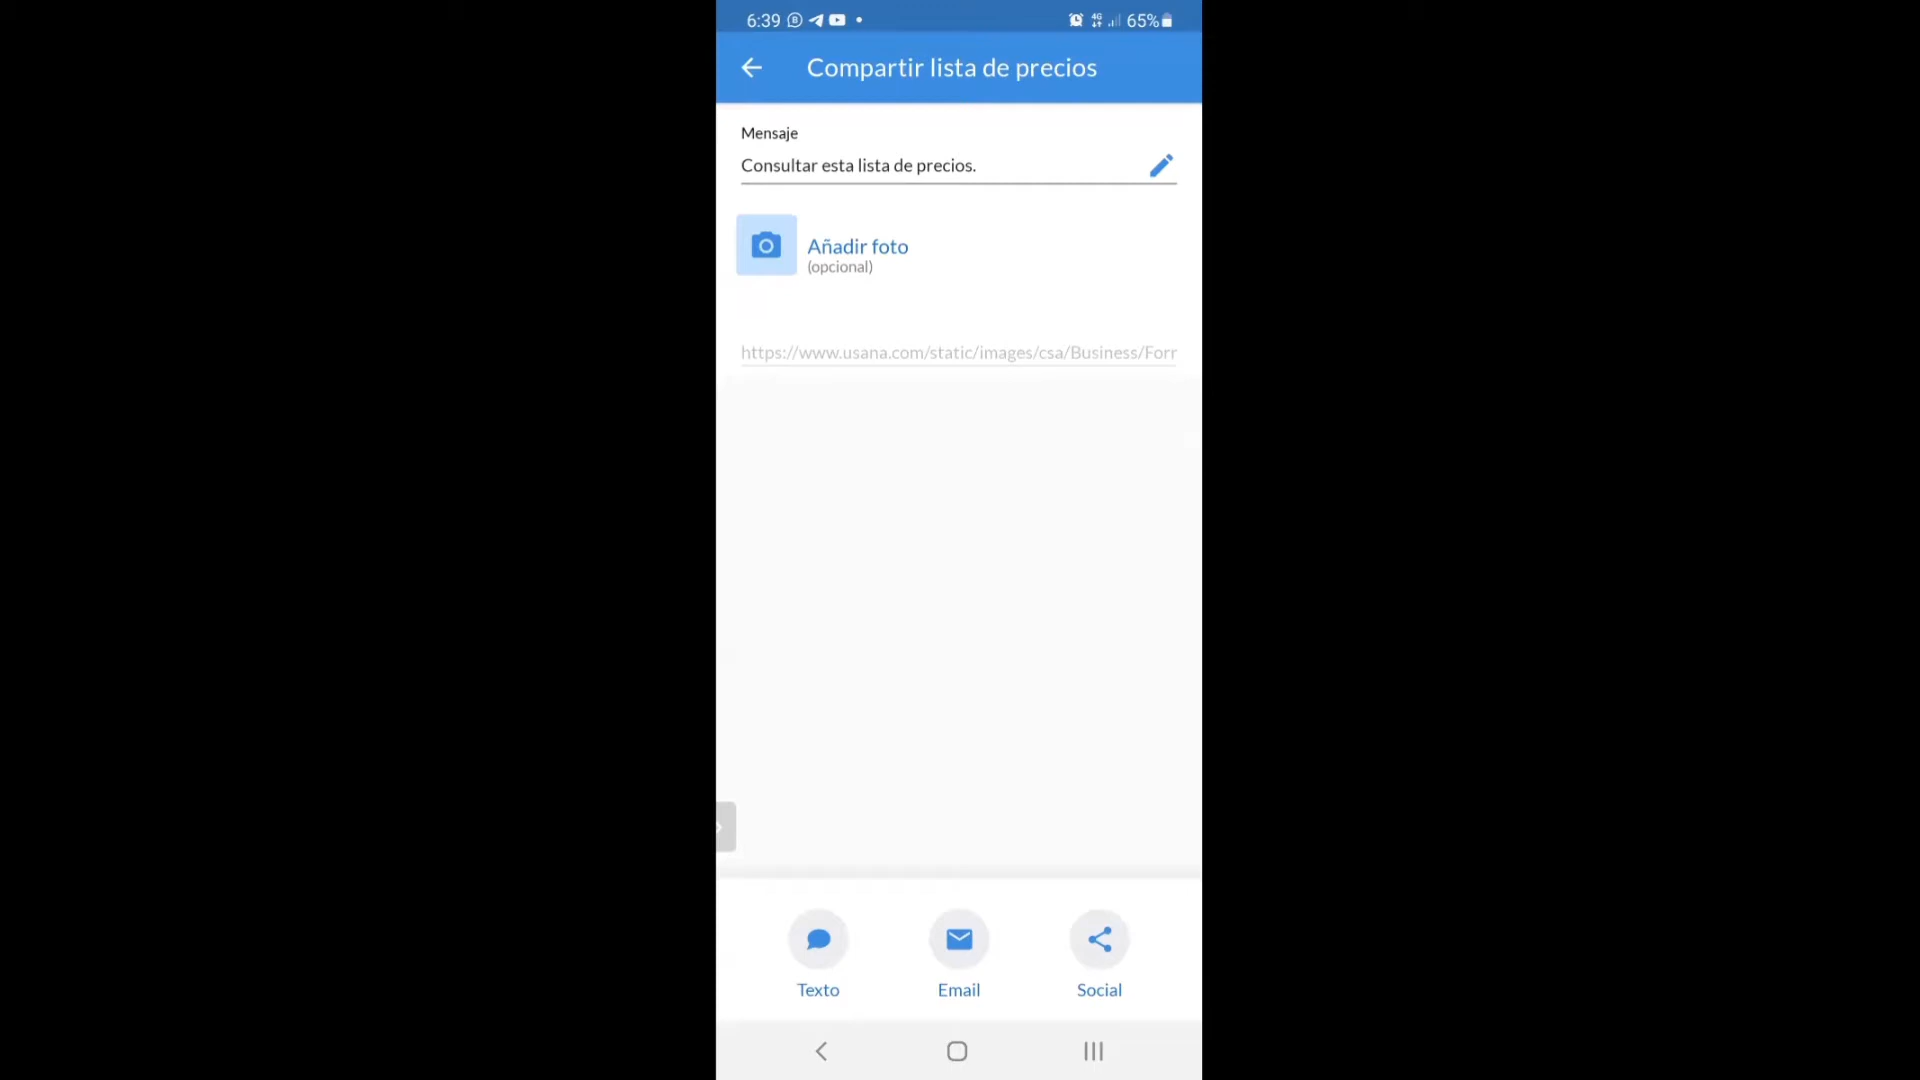 6:39
65%
Compartir lista de precios
Mensaje
Consultar esta lista de precios.
Añadir foto
(opcional)
https://www.usana.com/static/images/csa/Business/Forr
Texto
Email
Social